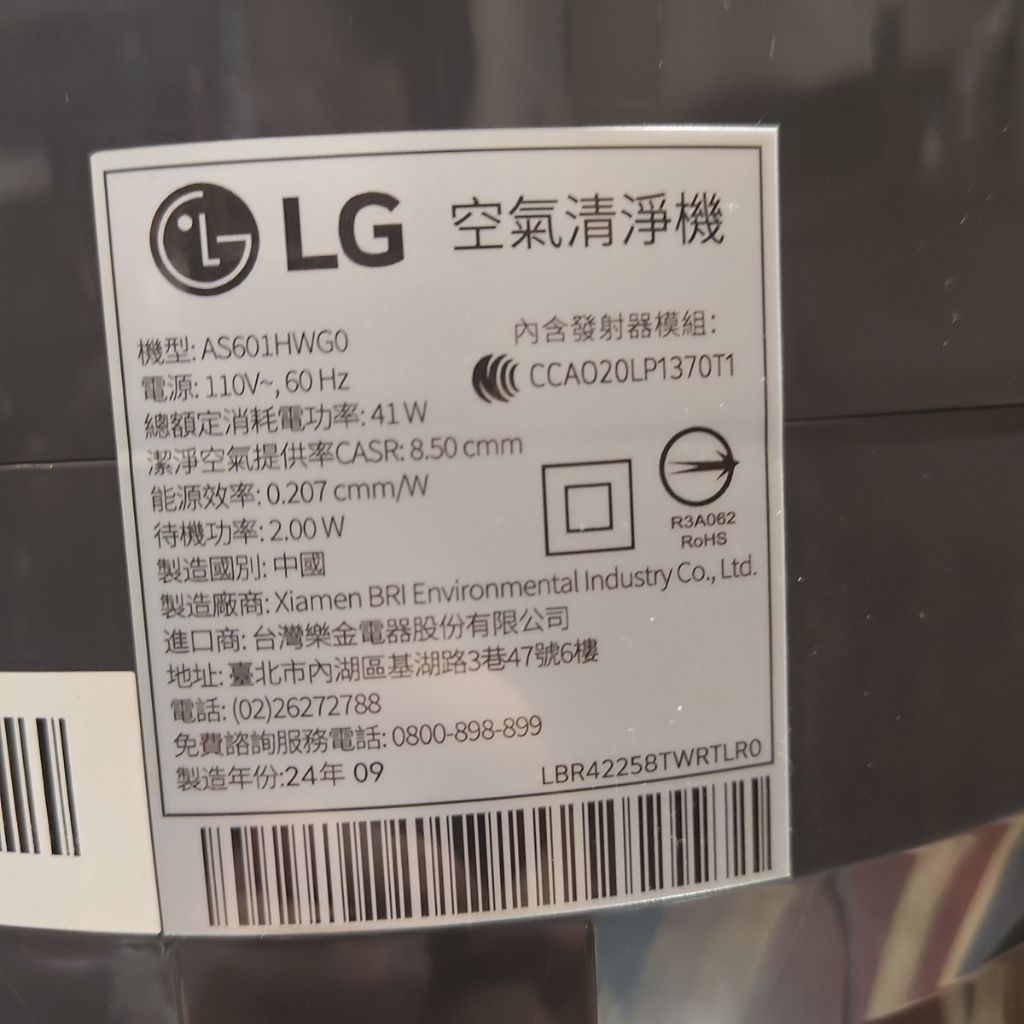 LG 空氣清淨機
機型: AS601HWG0
電源: 110V~, 60 Hz
總額定消耗電功率: 41 W
潔淨空氣提供率CASR: 8.50 cmm
能源效率: 0.207 cmm/W
待機功率: 2.00 W
製造國別: 中國
製造廠商: Xiamen BRI Environmental Industry Co., Ltd.
進口商: 台灣樂金電器股份有限公司
地址: 臺北市內湖區基湖路3巷47號6樓
電話: (02)26272788
免費諮詢服務電話: 0800-898-899
製造年份:24年 09
內含發射器模組:
CCAO20LP1370T1
R3A062
RoHS
LBR42258TWRTLR0